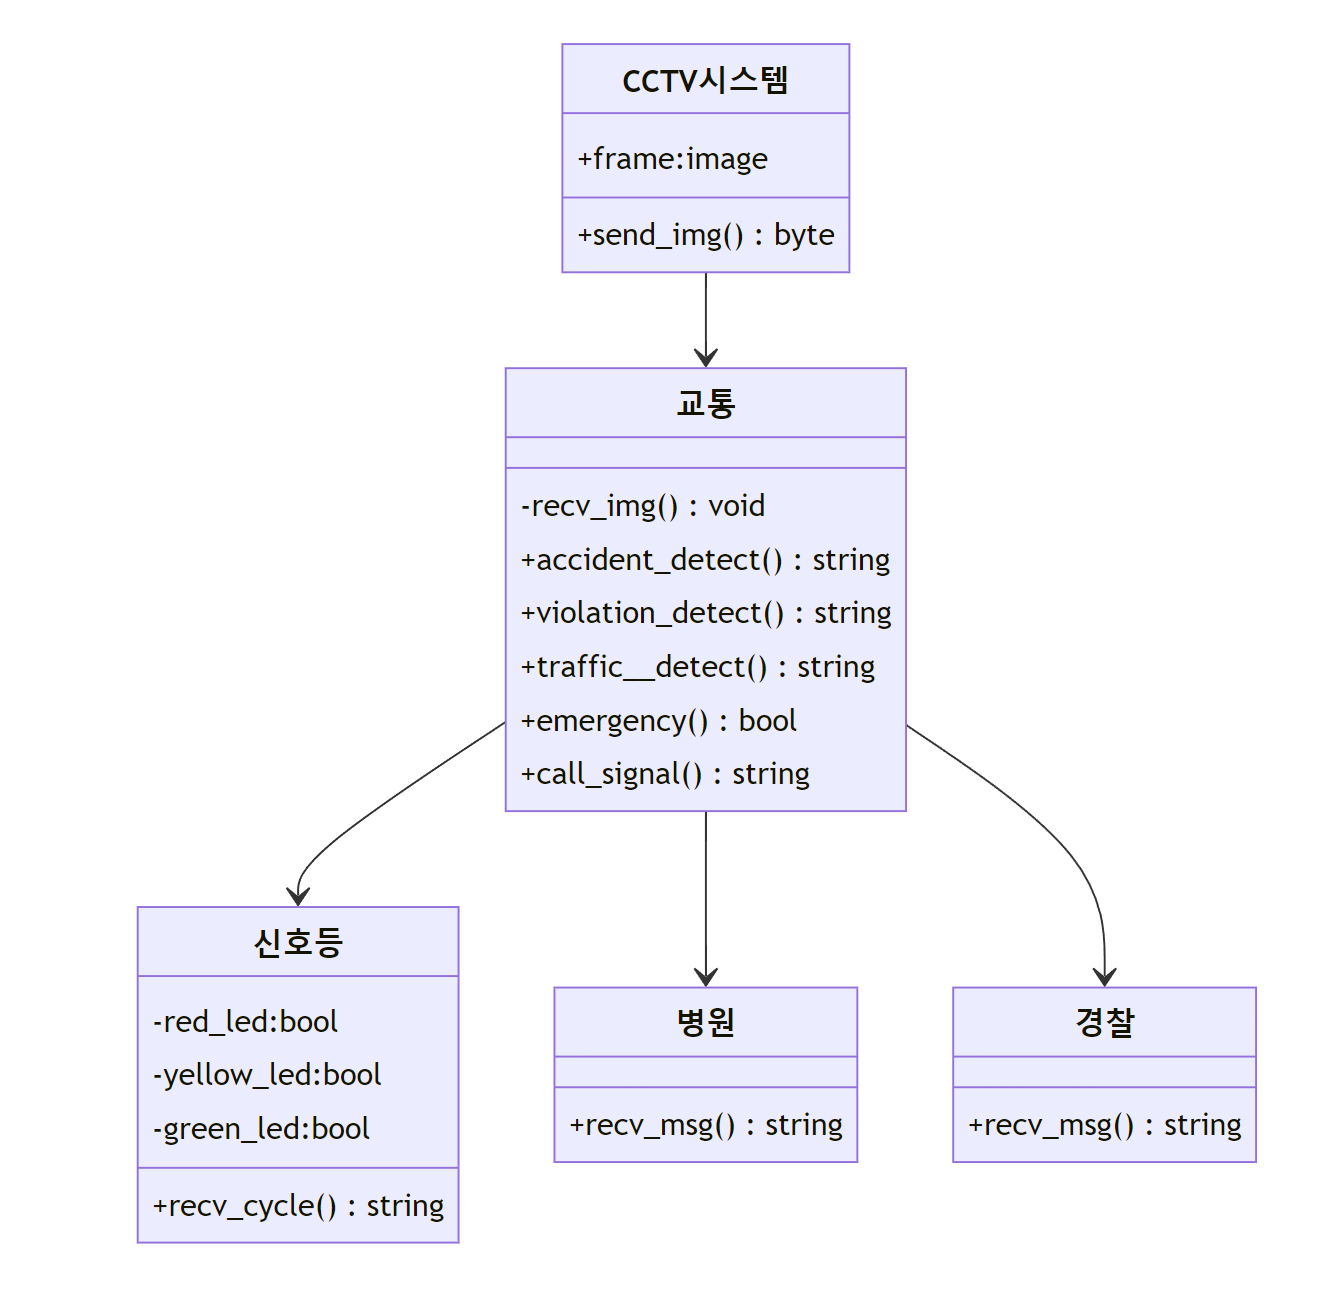 CCTV시스템
+frame:image
+send_img() : byte
교통
-recv_img() : void
+accident_detect() : string
+violation_detect() : string
+traffic__detect() : string
+emergency() : bool
+call_signal() : string
신호등
-red_led:bool
-yellow_led:bool
-green_led:bool
+recv_cycle() : string
병원
+recv_msg() : string
경찰
+recv_msg() : string